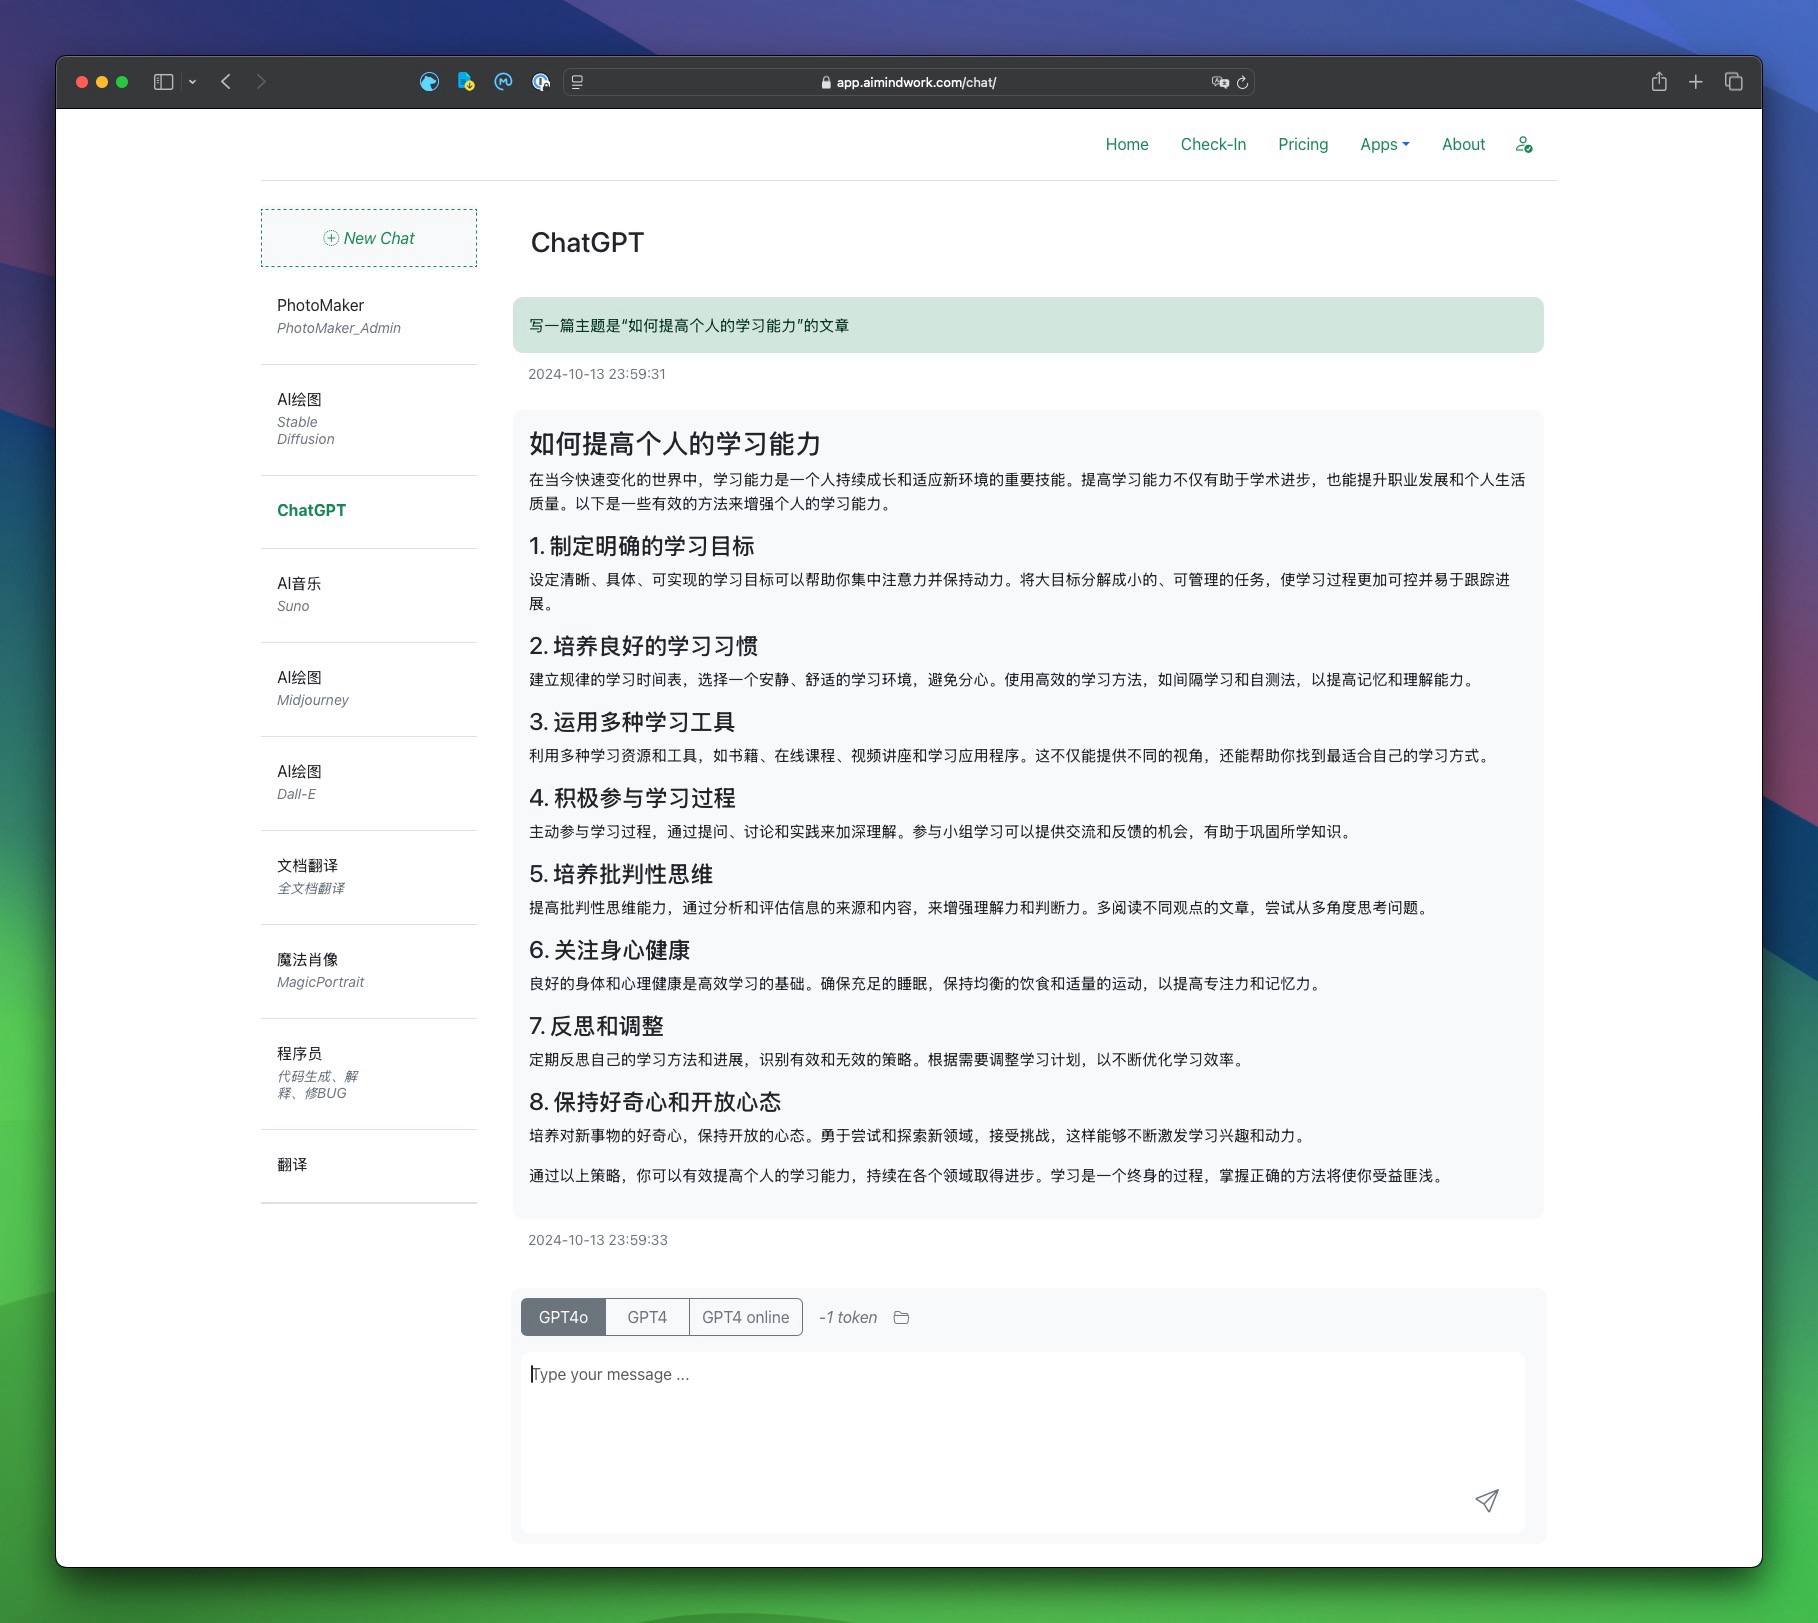 app.aimindwork.com/chat/
Home Check-In Pricing Apps About
New Chat
PhotoMaker
PhotoMaker_Admin
AI绘图
Stable
Diffusion
ChatGPT
AI音乐
Suno
AI绘图
Midjourney
AI绘图
Dall-E
文档翻译
全文档翻译
魔法肖像
MagicPortrait
程序员
代码生成、解
释、修BUG
翻译
ChatGPT
写一篇主题是“如何提高个人的学习能力”的文章
2024-10-13 23:59:31
如何提高个人的学习能力
在当今快速变化的世界中，学习能力是一个人持续成长和适应新环境的重要技能。提高学习能力不仅有助于学术进步，也能提升职业发展和个人生活
质量。以下是一些有效的方法来增强个人的学习能力。
1. 制定明确的学习目标
设定清晰、具体、可实现的学习目标可以帮助你集中注意力并保持动力。将大目标分解成小的、可管理的任务，使学习过程更加可控并易于跟踪进
展。
2. 培养良好的学习习惯
建立规律的学习时间表，选择一个安静、舒适的学习环境，避免分心。使用高效的学习方法，如间隔学习和自测法，以提高记忆和理解能力。
3. 运用多种学习工具
利用多种学习资源和工具，如书籍、在线课程、视频讲座和学习应用程序。这不仅能提供不同的视角，还能帮助你找到最适合自己的学习方式。
4. 积极参与学习过程
主动参与学习过程，通过提问、讨论和实践来加深理解。参与小组学习可以提供交流和反馈的机会，有助于巩固所学知识。
5. 培养批判性思维
提高批判性思维能力，通过分析和评估信息的来源和内容，来增强理解力和判断力。多阅读不同观点的文章，尝试从多角度思考问题。
6. 关注身心健康
良好的身体和心理健康是高效学习的基础。确保充足的睡眠，保持均衡的饮食和适量的运动，以提高专注力和记忆力。
7. 反思和调整
定期反思自己的学习方法和进展，识别有效和无效的策略。根据需要调整学习计划，以不断优化学习效率。
8. 保持好奇心和开放心态
培养对新事物的好奇心，保持开放的心态。勇于尝试和探索新领域，接受挑战，这样能够不断激发学习兴趣和动力。
通过以上策略，你可以有效提高个人的学习能力，持续在各个领域取得进步。学习是一个终身的过程，掌握正确的方法将使你受益匪浅。
2024-10-13 23:59:33
GPT4o GPT4 GPT4 online -1 token
Type your message ...